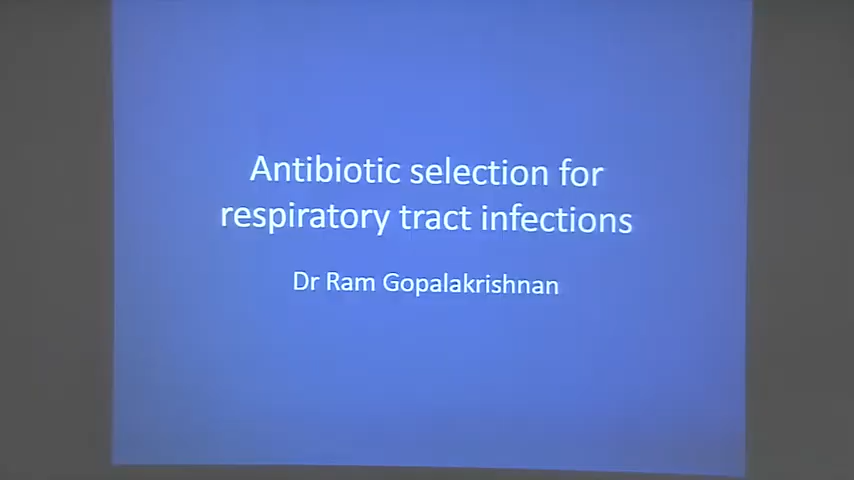 Antibiotic selection for
respiratory tract infections
Dr Ram Gopalakrishnan